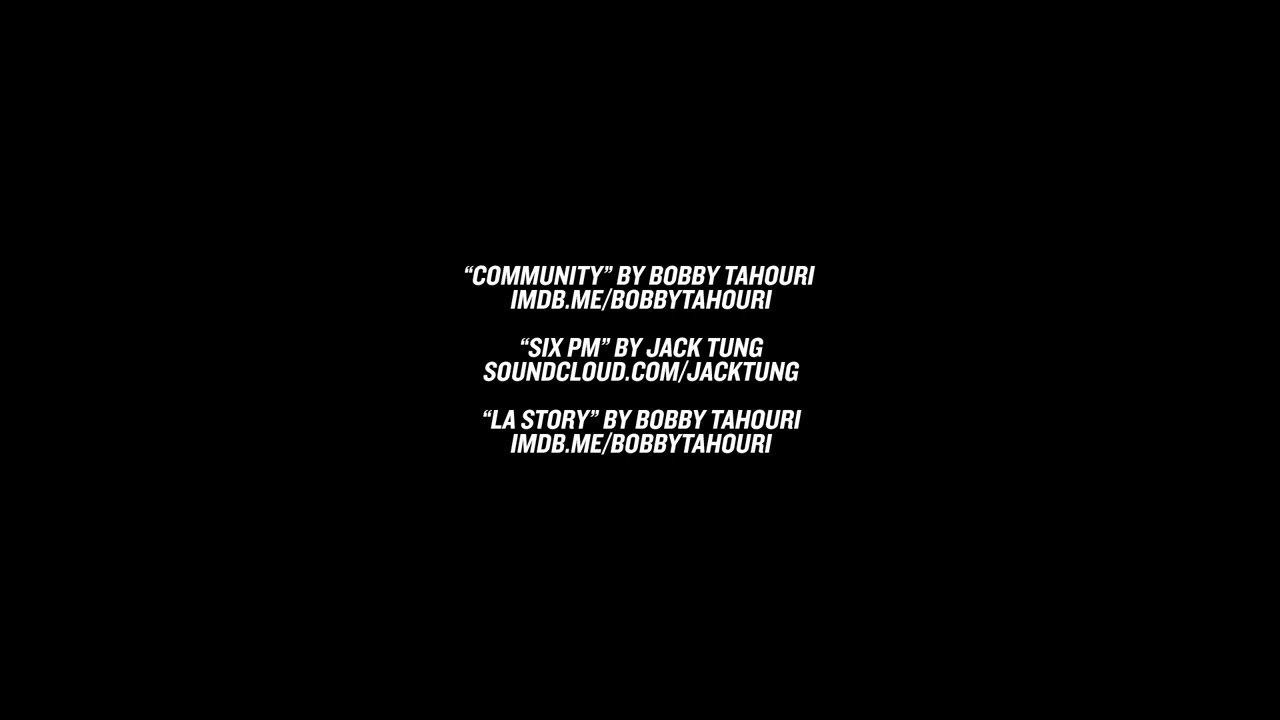 “COMMUNITY” BY BOBBY TAHOURI
IMDB.ME/BOBBYTAHOURI
“SIX PM” BY JACK TUNG
SOUNDCLOUD.COM/JACKTUNG
“LA STORY” BY BOBBY TAHOURI
IMDB.ME/BOBBYTAHOURI